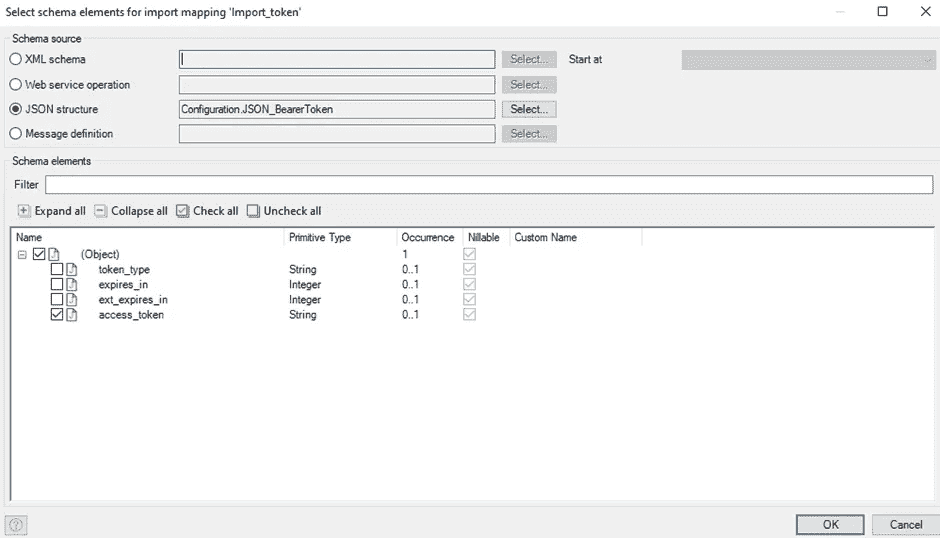 Select schema elements for import mapping 'Import_token'
Schema source
XML schema Select... Start at
Web service operation Select...
JSON structure Configuration.JSON_BearerToken Select...
Message definition Select...
Schema elements
Filter
Expand all Collapse all Check all Uncheck all
Name Primitive Type Occurrence Nillable Custom Name
(Object) 1
token_type String 0..1
expires_in Integer 0..1
ext_expires_in Integer 0..1
access_token String 0..1
OK Cancel